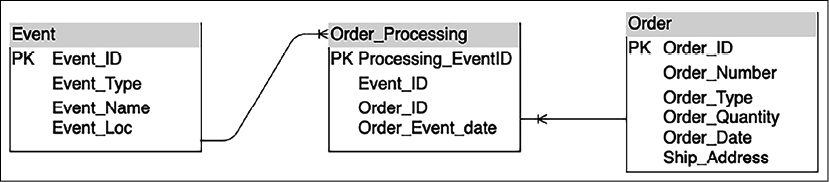 Event
PK Event_ID
Event_Type
Event_Name
Event_Loc
Order_Processing
PK Processing_EventID
Event_ID
Order_ID
Order_Event_date
Order
PK Order_ID
Order_Number
Order_Type
Order_Quantity
Order_Date
Ship_Address